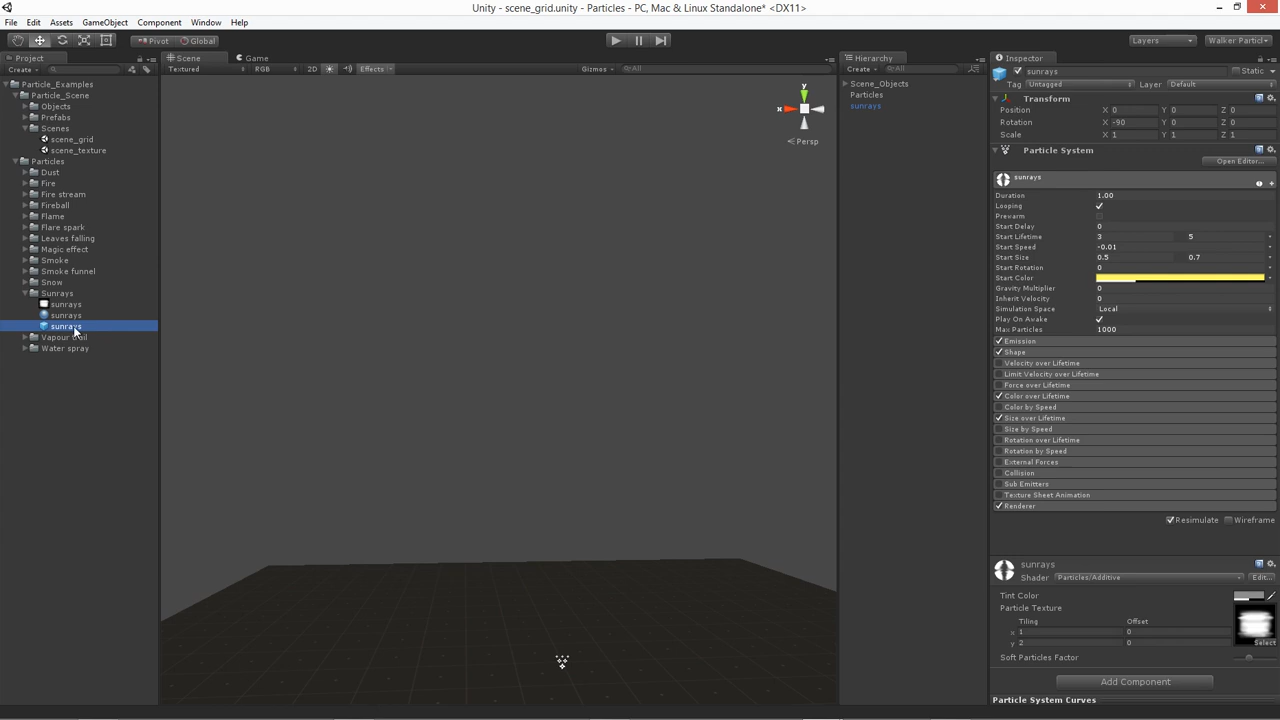 Unity - scene_grid.unity - Particles - PC, Mac & Linux Standalone* <DX11>
File Edit Assets GameObject Component Window Help
Pivot Global Layers Walker Particl
Project Scene Game Hierarchy Inspector
Create Textured RGB 2D Effects Gizmos All Create All
sunrays Static
Tag Untagged Layer Default
Particle_Examples
Particle_Scene
Objects
Prefabs
Scenes
scene_grid
scene_texture
Particles
Dust
Fire
Fire stream
Fireball
Flame
Flare spark
Leaves falling
Magic effect
Smoke
Smoke funnel
Snow
Sunrays
sunrays
sunrays
sunrays
Vapour trail
Water spray
y
x
Persp
Scene_Objects
Particles
sunrays
Transform
Position X 0 Y 0 Z 0
Rotation X -90 Y 0 Z 0
Scale X 1 Y 1 Z 1
Particle System
Open Editor...
sunrays
Duration 1.00
Looping
Prewarm
Start Delay 0
Start Lifetime 3 5
Start Speed -0.01
Start Size 0.5 0.7
Start Rotation 0
Start Color
Gravity Multiplier 0
Inherit Velocity 0
Simulation Space Local
Play On Awake
Max Particles 1000
Emission
Shape
Velocity over Lifetime
Limit Velocity over Lifetime
Force over Lifetime
Color over Lifetime
Color by Speed
Size over Lifetime
Size by Speed
Rotation over Lifetime
Rotation by Speed
External Forces
Collision
Sub Emitters
Texture Sheet Animation
Renderer
Resimulate Wireframe
sunrays
Shader Particles/Additive Edit...
Tint Color
Particle Texture
Tiling Offset
x 1 0
y 2 0
Select
Soft Particles Factor
Add Component
Particle System Curves